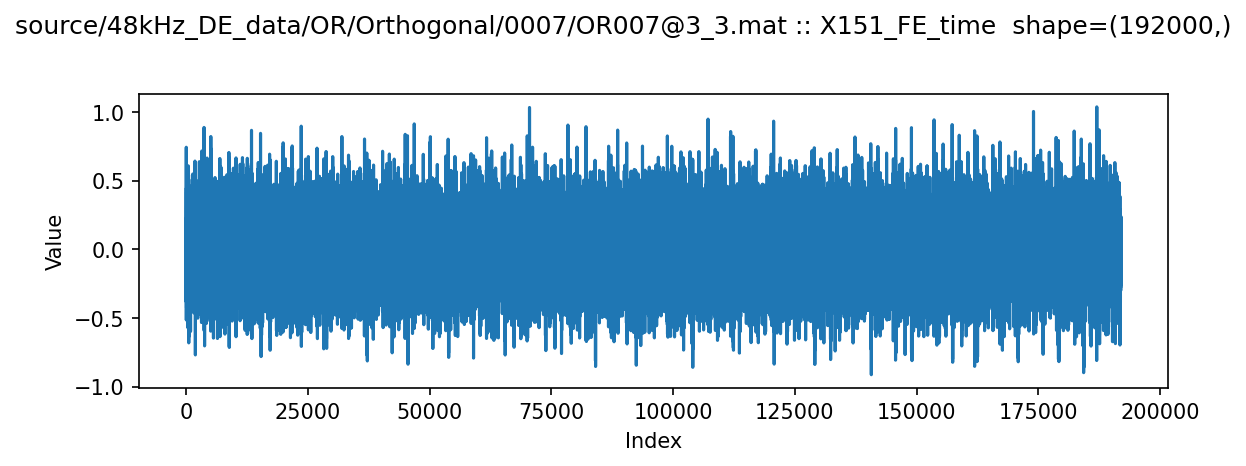 source/48kHz_DE_data/OR/Orthogonal/0007/OR007@3_3.mat :: X151_FE_time  shape=(192000,)
1.0
0.5
0.0
−0.5
−1.0
Value
0 25000 50000 75000 100000 125000 150000 175000 200000
Index